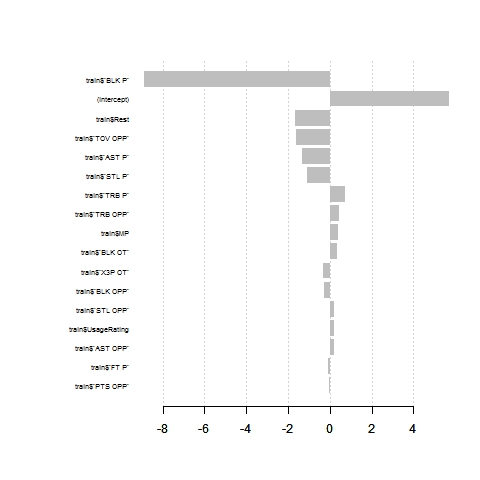 train$`BLK P`
(Intercept)
train$Rest
train$`TOV OPP`
train$`AST P`
train$`STL P`
train$`TRB P`
train$`TRB OPP`
train$MP
train$`BLK OT`
train$`X3P OT`
train$`BLK OPP`
train$`STL OPP`
train$UsageRating
train$`AST OPP`
train$`FT P`
train$`PTS OPP`
-8 -6 -4 -2 0 2 4